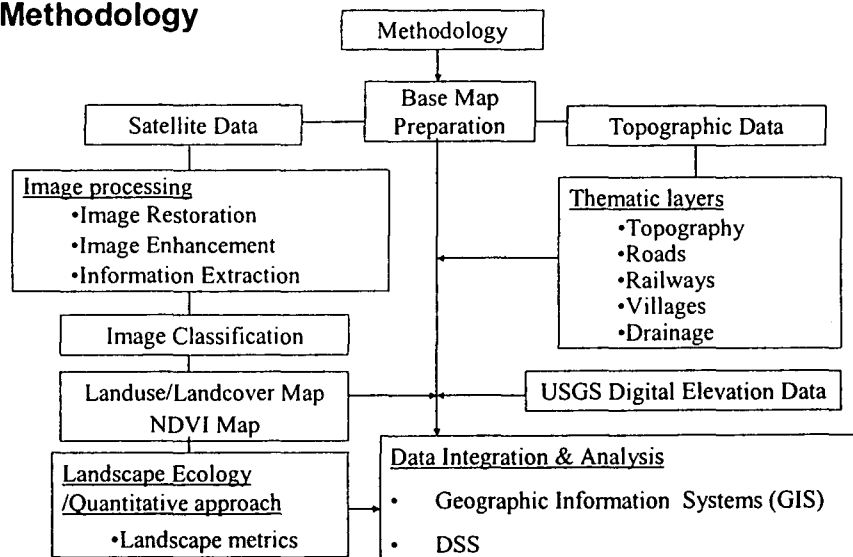 Methodology
Methodology
Base Map
Preparation
Satellite Data
Topographic Data
Image processing
•Image Restoration
•Image Enhancement
•Information Extraction
Thematic layers
•Topography
•Roads
•Railways
•Villages
•Drainage
Image Classification
Landuse/Landcover Map
NDVI Map
USGS Digital Elevation Data
Landscape Ecology
/Quantitative approach
•Landscape metrics
Data Integration & Analysis
• Geographic Information Systems (GIS)
• DSS